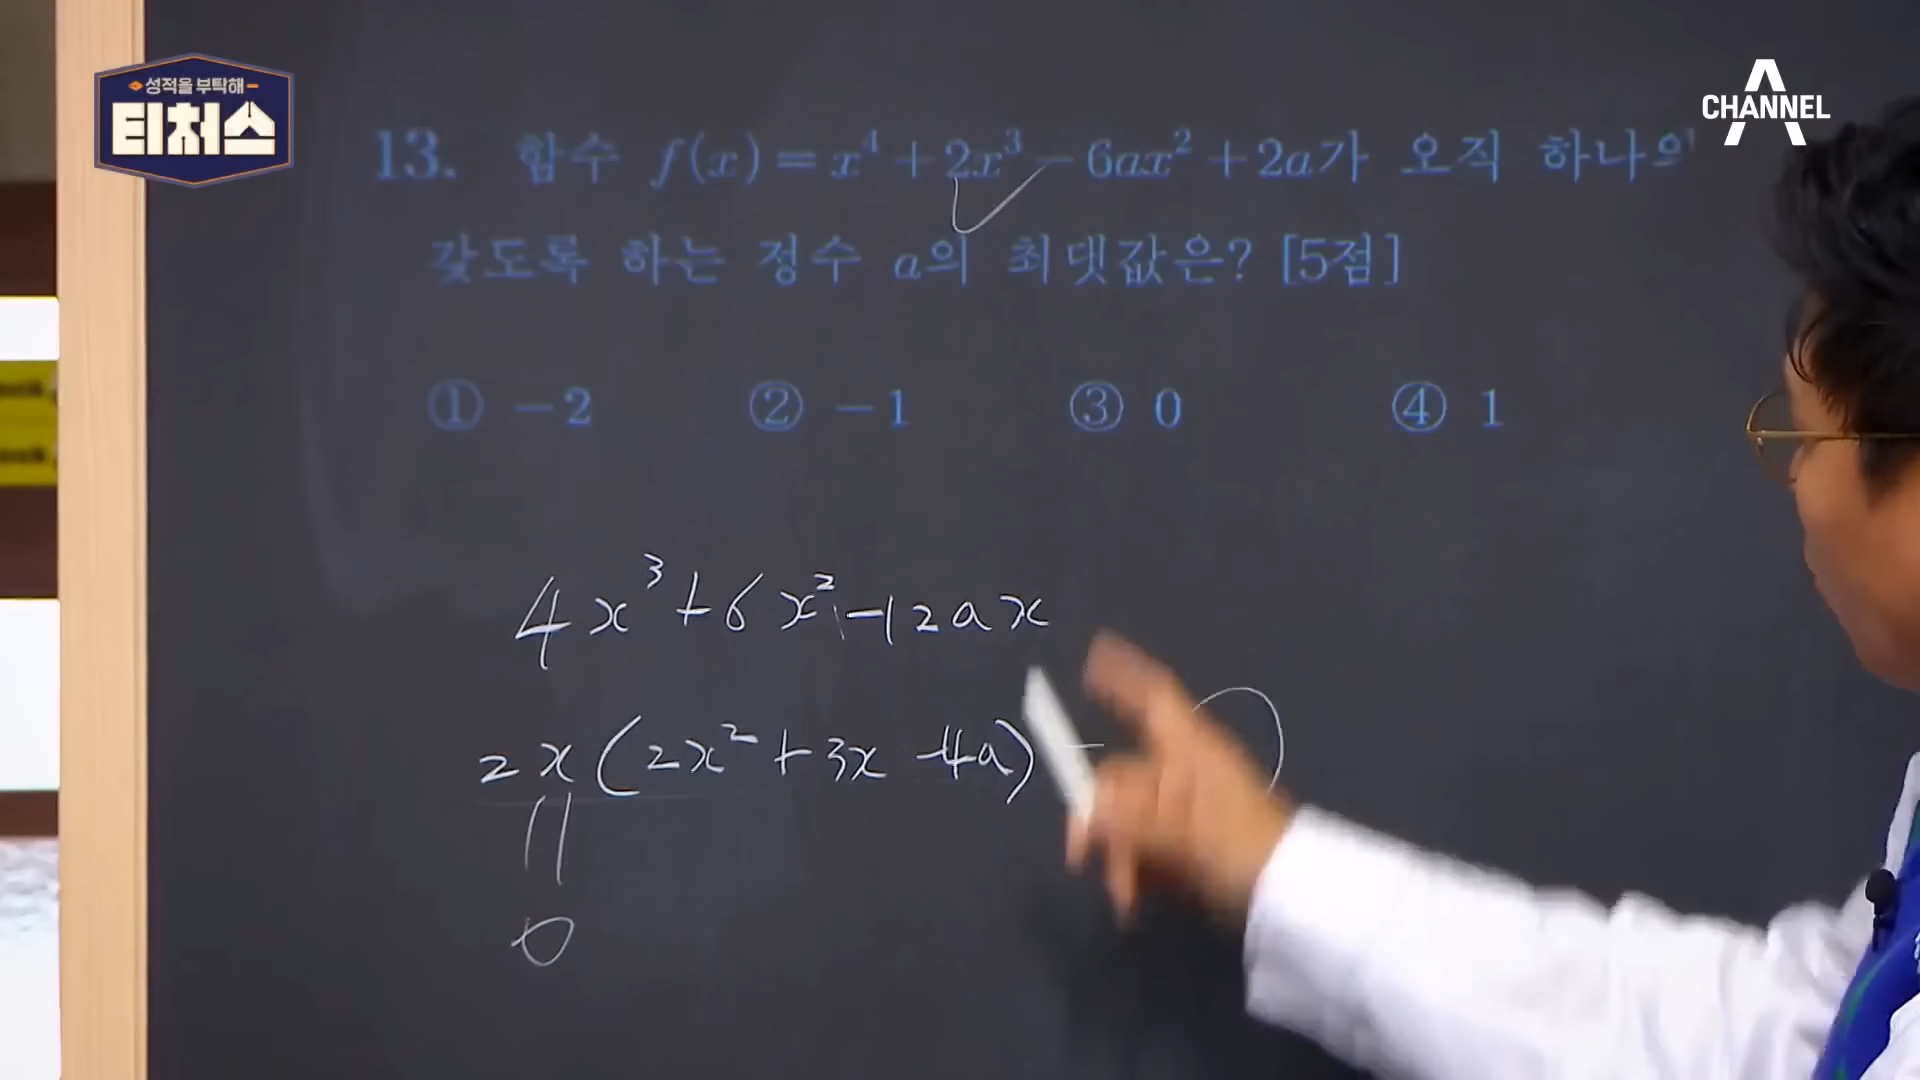 성적을 부탁해
티처스
CHANNEL A
13. 함수 f(x) = x⁴ + 2x³ − 6ax² + 2a가 오직 하나의
갖도록 하는 정수 a의 최댓값은? [5점]
① −2 ② −1 ③ 0 ④ 1
4x³+6x²−12ax
2x(2x²+3x−4a)
0